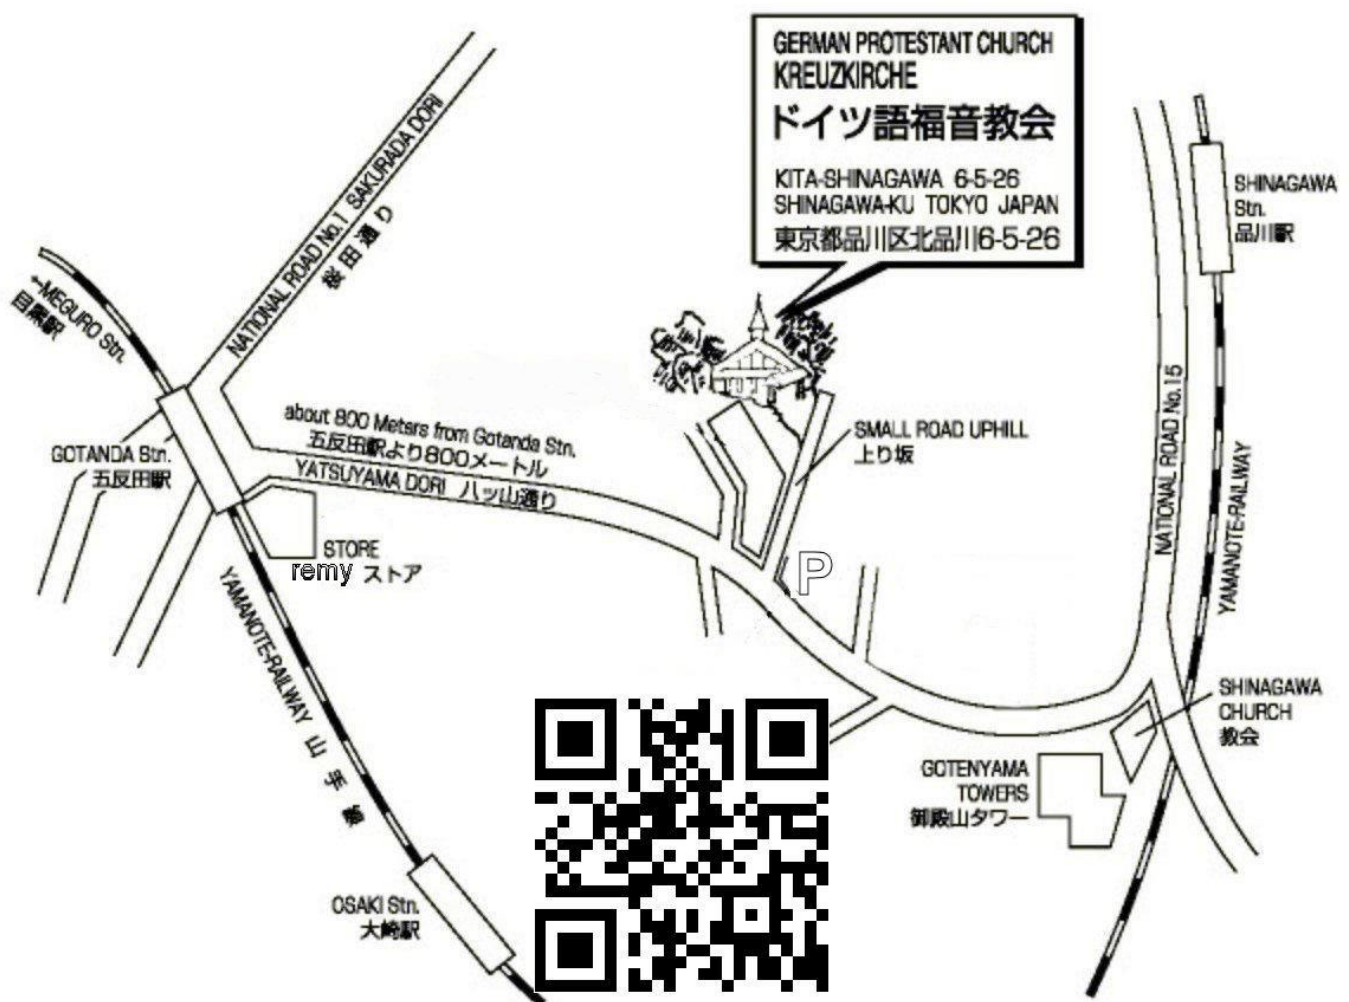 GERMAN PROTESTANT CHURCH
KREUZKIRCHE
ドイツ語福音教会
KITA-SHINAGAWA 6-5-26
SHINAGAWA-KU TOKYO JAPAN
東京都品川区北品川6-5-26
NATIONAL ROAD No.1 SAKURADA DORI
桜田通り
SHINAGAWA
Stn.
品川駅
←MEGURO Stn.
目黒駅
about 800 Meters from Gotanda Stn.
五反田駅より800メートル
YATSUYAMA DORI 八ッ山通り
GOTANDA Stn.
五反田駅
SMALL ROAD UPHILL
上り坂
NATIONAL ROAD No.15
YAMANOTE-RAILWAY
STORE
remy ストア
P
YAMANOTE-RAILWAY 山手線
SHINAGAWA
CHURCH
教会
GOTENYAMA
TOWERS
御殿山タワー
OSAKI Stn.
大崎駅